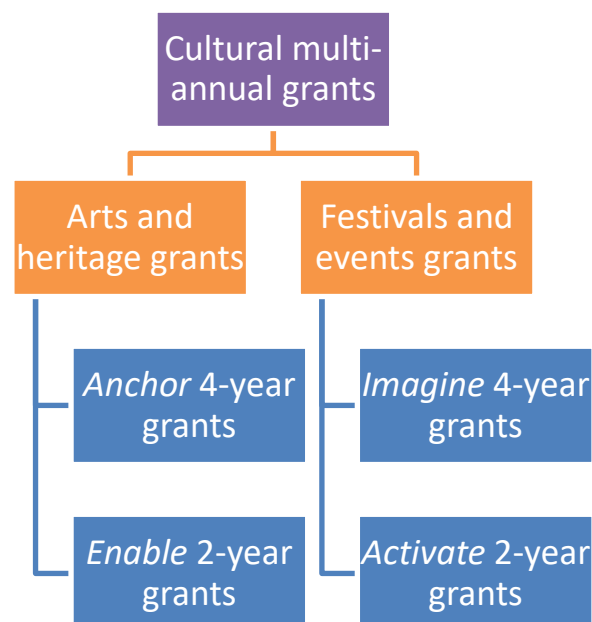 Cultural multi-
annual grants
Arts and
heritage grants
Festivals and
events grants
Anchor 4-year
grants
Imagine 4-year
grants
Enable 2-year
grants
Activate 2-year
grants